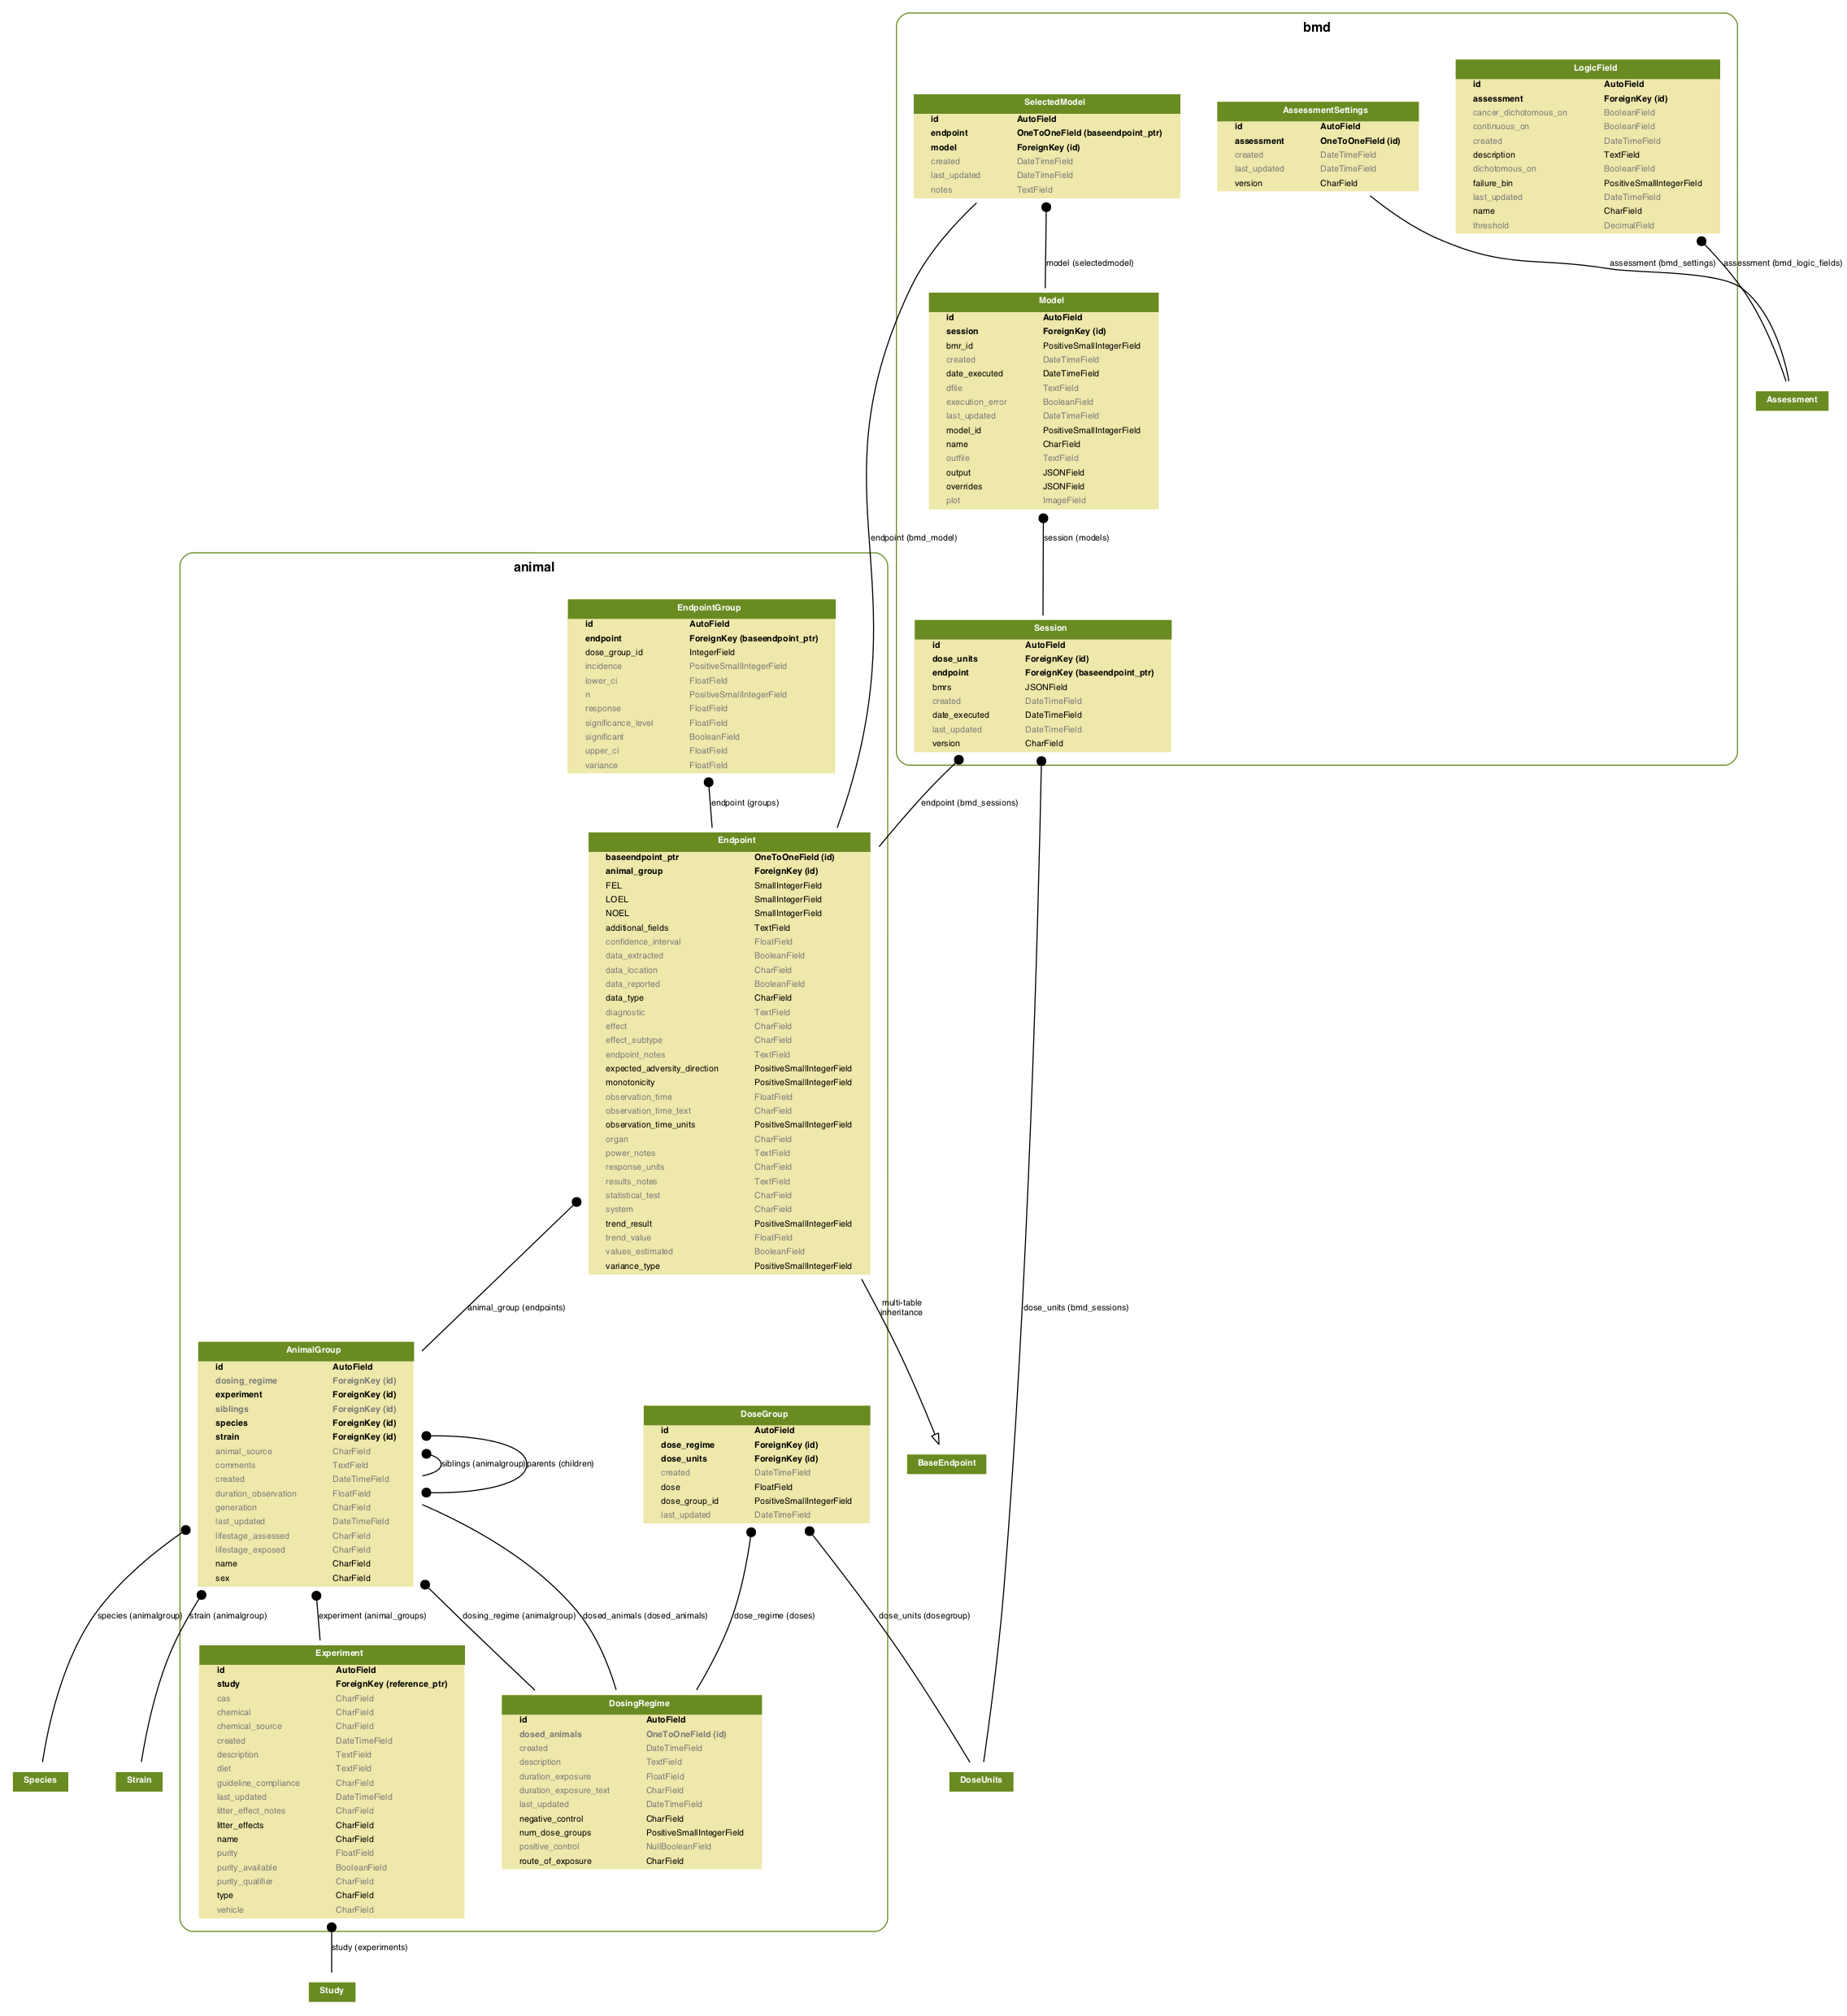 bmd
LogicField
id AutoField
assessment ForeignKey (id)
cancer_dichotomous_on BooleanField
continuous_on BooleanField
created DateTimeField
description TextField
dichotomous_on BooleanField
failure_bin PositiveSmallIntegerField
last_updated DateTimeField
name CharField
threshold DecimalField
SelectedModel
id AutoField
endpoint OneToOneField (baseendpoint_ptr)
model ForeignKey (id)
created DateTimeField
last_updated DateTimeField
notes TextField
AssessmentSettings
id AutoField
assessment OneToOneField (id)
created DateTimeField
last_updated DateTimeField
version CharField
model (selectedmodel)
assessment (bmd_settings)
assessment (bmd_logic_fields)
Model
id AutoField
session ForeignKey (id)
bmr_id PositiveSmallIntegerField
created DateTimeField
date_executed DateTimeField
dfile TextField
execution_error BooleanField
last_updated DateTimeField
model_id PositiveSmallIntegerField
name CharField
outfile TextField
output JSONField
overrides JSONField
plot ImageField
Assessment
endpoint (bmd_model)
session (models)
animal
EndpointGroup
id AutoField
endpoint ForeignKey (baseendpoint_ptr)
dose_group_id IntegerField
incidence PositiveSmallIntegerField
lower_ci FloatField
n PositiveSmallIntegerField
response FloatField
significance_level FloatField
significant BooleanField
upper_ci FloatField
variance FloatField
Session
id AutoField
dose_units ForeignKey (id)
endpoint ForeignKey (baseendpoint_ptr)
bmrs JSONField
created DateTimeField
date_executed DateTimeField
last_updated DateTimeField
version CharField
endpoint (groups)
endpoint (bmd_sessions)
Endpoint
baseendpoint_ptr OneToOneField (id)
animal_group ForeignKey (id)
FEL SmallIntegerField
LOEL SmallIntegerField
NOEL SmallIntegerField
additional_fields TextField
confidence_interval FloatField
data_extracted BooleanField
data_location CharField
data_reported BooleanField
data_type CharField
diagnostic TextField
effect CharField
effect_subtype CharField
endpoint_notes TextField
expected_adversity_direction PositiveSmallIntegerField
monotonicity PositiveSmallIntegerField
observation_time FloatField
observation_time_text CharField
observation_time_units PositiveSmallIntegerField
organ CharField
power_notes TextField
response_units CharField
results_notes TextField
statistical_test CharField
system CharField
trend_result PositiveSmallIntegerField
trend_value FloatField
values_estimated BooleanField
variance_type PositiveSmallIntegerField
animal_group (endpoints)
multi-table
inheritance
dose_units (bmd_sessions)
AnimalGroup
id AutoField
dosing_regime ForeignKey (id)
experiment ForeignKey (id)
siblings ForeignKey (id)
species ForeignKey (id)
strain ForeignKey (id)
animal_source CharField
comments TextField
created DateTimeField
duration_observation FloatField
generation CharField
last_updated DateTimeField
lifestage_assessed CharField
lifestage_exposed CharField
name CharField
sex CharField
siblings (animalgroup)
parents (children)
DoseGroup
id AutoField
dose_regime ForeignKey (id)
dose_units ForeignKey (id)
created DateTimeField
dose FloatField
dose_group_id PositiveSmallIntegerField
last_updated DateTimeField
BaseEndpoint
species (animalgroup)
strain (animalgroup)
experiment (animal_groups)
dosing_regime (animalgroup)
dosed_animals (dosed_animals)
dose_regime (doses)
dose_units (dosegroup)
Experiment
id AutoField
study ForeignKey (reference_ptr)
cas CharField
chemical CharField
chemical_source CharField
created DateTimeField
description TextField
diet TextField
guideline_compliance CharField
last_updated DateTimeField
litter_effect_notes CharField
litter_effects CharField
name CharField
purity FloatField
purity_available BooleanField
purity_qualifier CharField
type CharField
vehicle CharField
DosingRegime
id AutoField
dosed_animals OneToOneField (id)
created DateTimeField
description TextField
duration_exposure FloatField
duration_exposure_text CharField
last_updated DateTimeField
negative_control CharField
num_dose_groups PositiveSmallIntegerField
positive_control NullBooleanField
route_of_exposure CharField
Species
Strain
DoseUnits
study (experiments)
Study